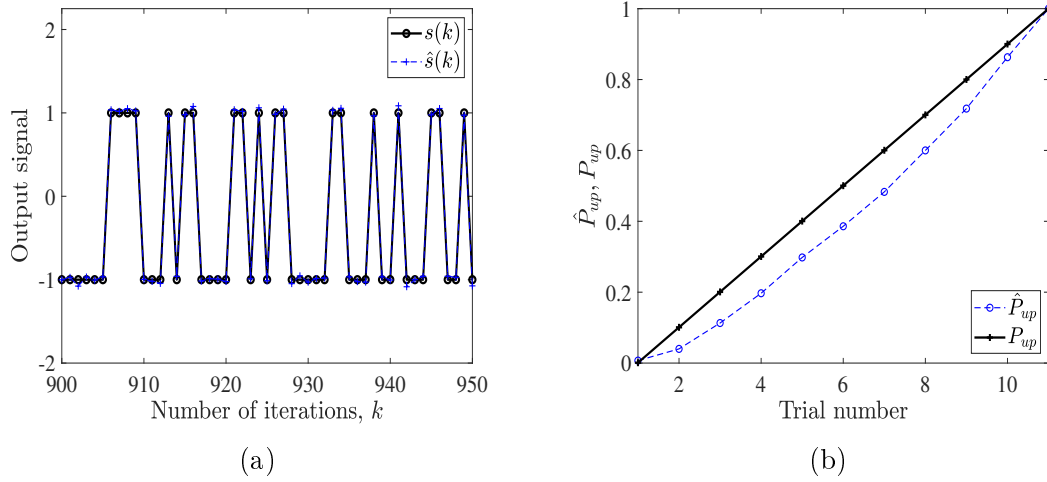 2
1
0
-1
-2
Output signal
900 910 920 930 940 950
Number of iterations, k
s(k)
ŝ(k)
(a)
1
0.8
0.6
0.4
0.2
0
P̂up, Pup
2 4 6 8 10
Trial number
P̂up
Pup
(b)